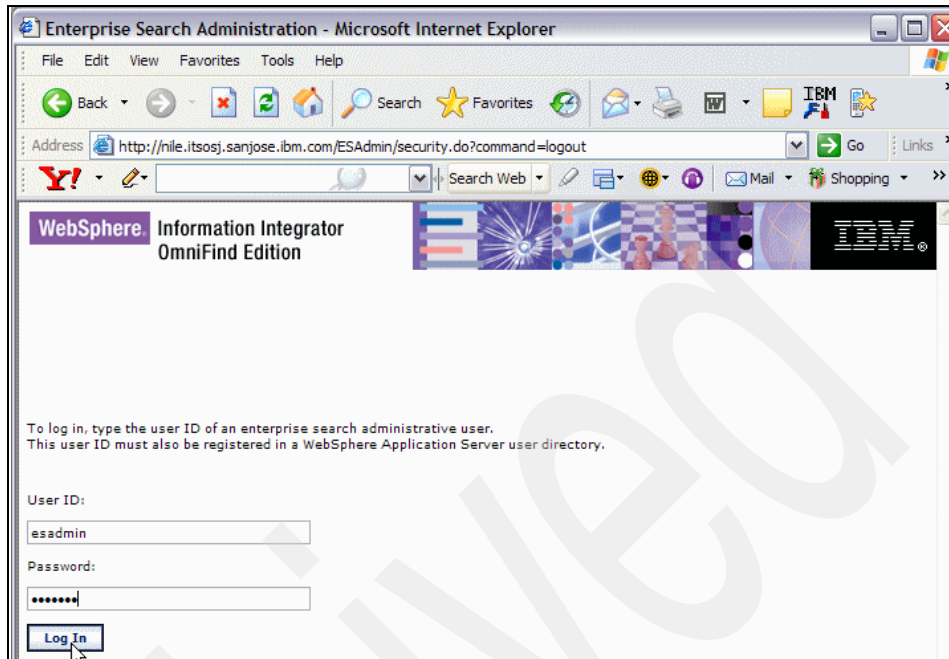 Enterprise Search Administration - Microsoft Internet Explorer
File Edit View Favorites Tools Help
Back Search Favorites IBM
Address http://nile.itsosj.sanjose.ibm.com/ESAdmin/security.do?command=logout Go Links
Y! Search Web Mail Shopping
WebSphere. Information Integrator
OmniFind Edition
IBM®
To log in, type the user ID of an enterprise search administrative user.
This user ID must also be registered in a WebSphere Application Server user directory.
User ID:
esadmin
Password:
•••••••
Log In